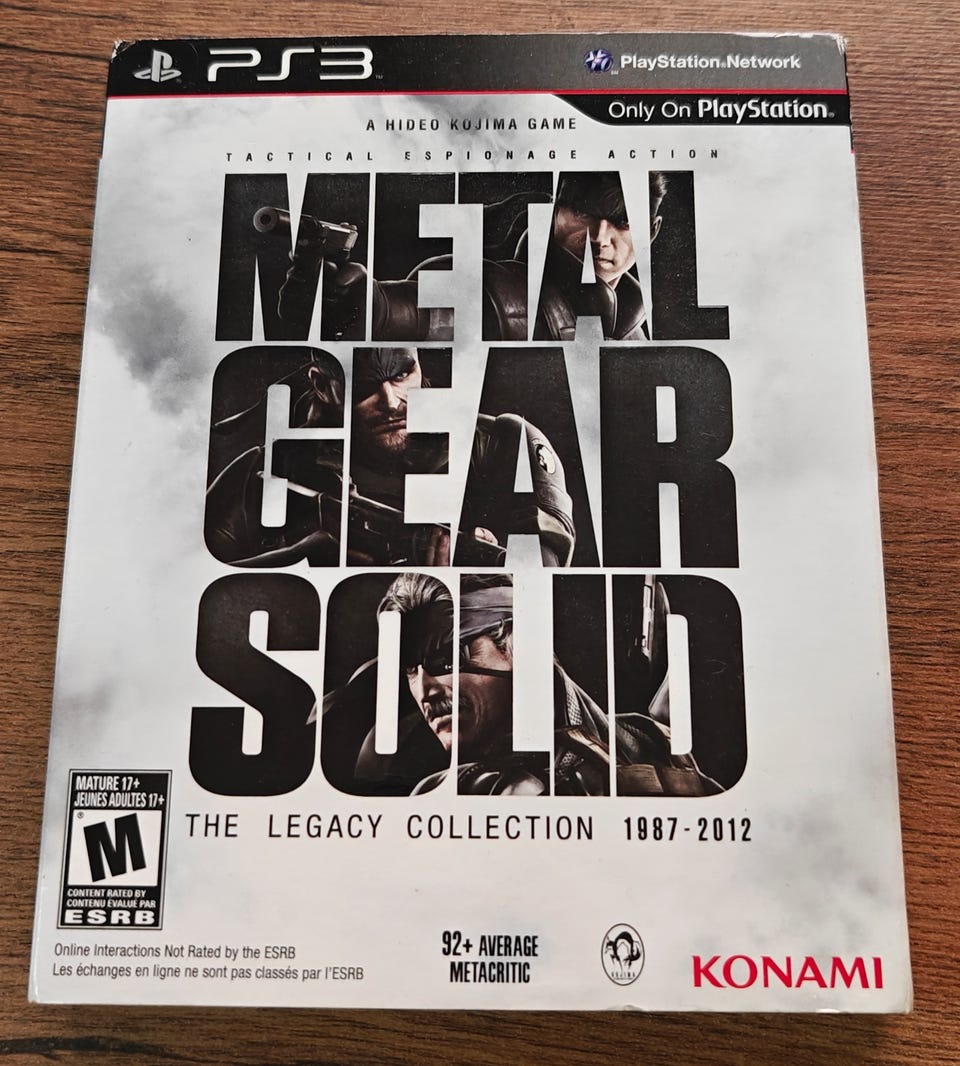 PS3
PlayStation®Network
Only On PlayStation®
A HIDEO KOJIMA GAME
TACTICAL ESPIONAGE ACTION
METAL
GEAR
SOLID
THE LEGACY COLLECTION 1987-2012
MATURE 17+
JEUNES ADULTES 17+
M
CONTENT RATED BY
CONTENU ÉVALUÉ PAR
ESRB
Online Interactions Not Rated by the ESRB
Les échanges en ligne ne sont pas classés par l'ESRB
92+ AVERAGE
METACRITIC
KOJIMA
KONAMI